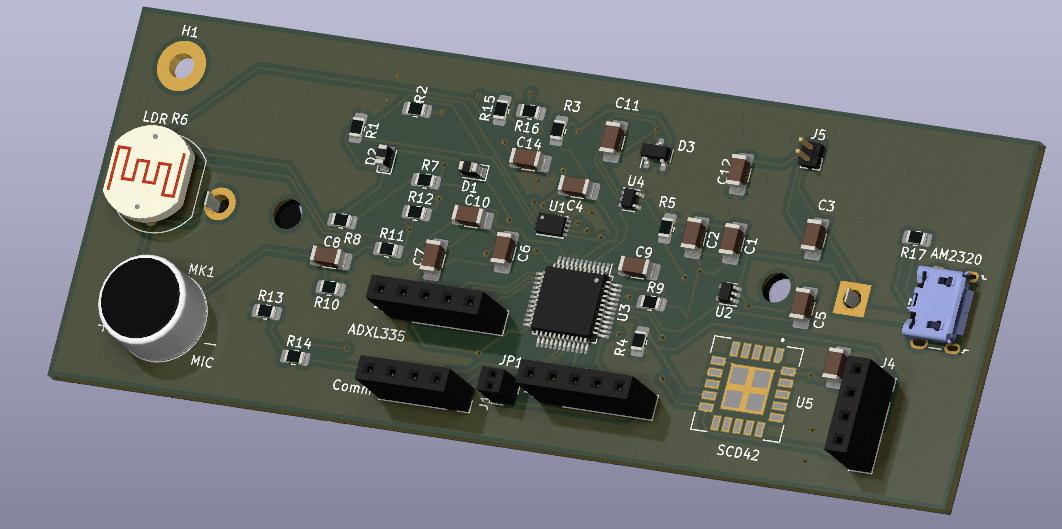 H1
LDR R6
R1
R2
D2
R7
R12
R15
R16
R3
C11
C14
D1
D3
C10
U1
C4
U4
R5
C12
J5
C3
C2
C1
C8
R8
R11
C7
C6
C9
R9
U2
C5
R17
AM2320
MK1
R13
R10
U3
R4
+
MIC
R14
ADXL335
Comm
JP1
U5
J4
SCD42